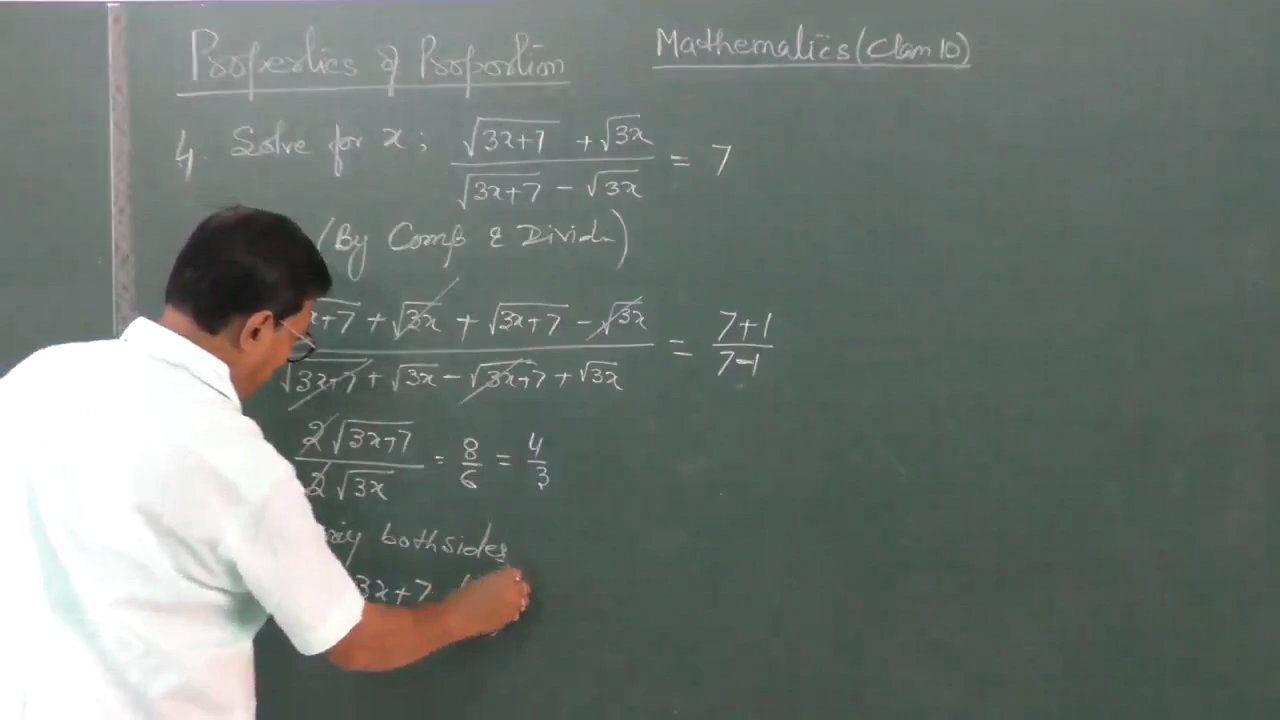 Properties of Proportion
Mathematics (Class 10)
4. Solve for x ; (√(3x+7) + √(3x)) / (√(3x+7) − √(3x)) = 7
(By Comp & Divide)
x+7 + √(3x) + √(3x+7) − √(3x) / √(3x+7) + √(3x) − √(3x+7) + √(3x) = (7+1)/(7−1)
2√(3x+7) / 2√(3x) = 8/6 = 4/3
both sides
3x+7